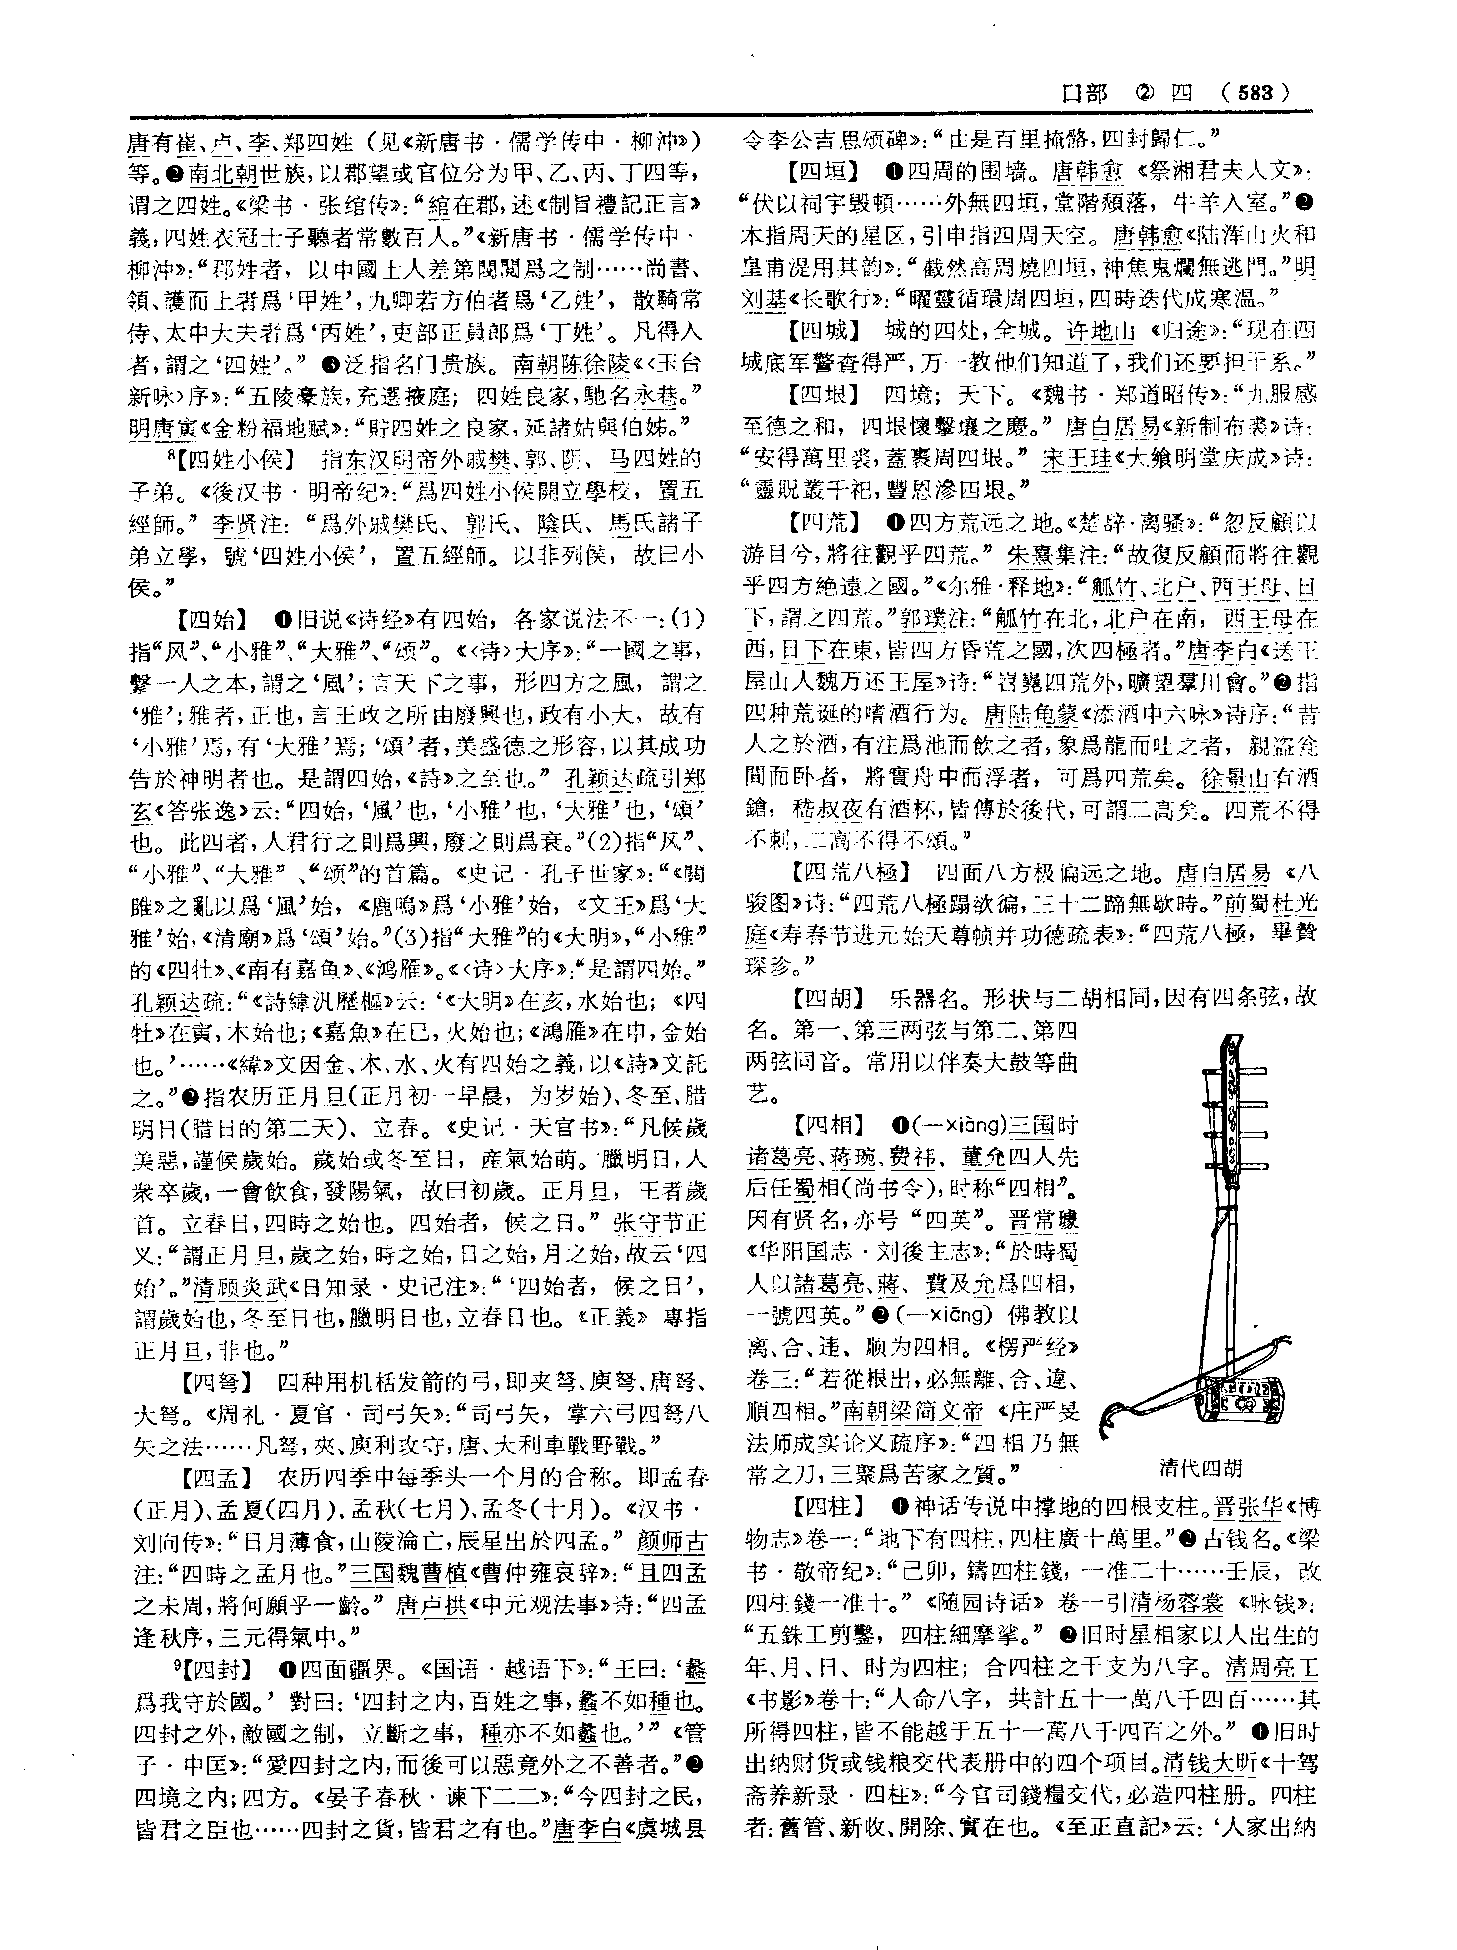 口部 ② 四 （583）
唐有崔、卢、李、郑四姓（见《新唐书·儒学传中·柳沖》）
等。❷南北朝世族，以郡望或官位分为甲、乙、丙、丁四等，
谓之四姓。《梁书·张绾传》：“綰在郡，述《制旨禮記正言》
義，四姓衣冠士子聽者常數百人。”《新唐书·儒学传中·
柳沖》：“郡姓者，以中國士人差第閥閱爲之制……尚書、
領、護而上者爲‘甲姓’，九卿若方伯者爲‘乙姓’，散騎常
侍、太中大夫者爲‘丙姓’，吏部正員郎爲‘丁姓’。凡得入
者，謂之‘四姓’。”❸泛指名门贵族。南朝陈徐陵《〈玉台
新咏〉序》：“五陵豪族，充選掖庭；四姓良家，馳名永巷。”
明唐寅《金粉福地赋》：“貯四姓之良家，延諸姑與伯姊。”
⁸【四姓小侯】 指东汉明帝外戚樊、郭、阴、马四姓的
子弟。《後汉书·明帝纪》：“爲四姓小侯開立學校，置五
經師。”李贤注：“爲外戚樊氏、郭氏、陰氏、馬氏諸子
弟立學，號‘四姓小侯’，置五經師。以非列侯，故曰小
侯。”
【四始】 ❶旧说《诗经》有四始，各家说法不一：(1)
指“风”、“小雅”、“大雅”、“颂”。《〈诗〉大序》：“一國之事，
繫一人之本，謂之‘風’；言天下之事，形四方之風，謂之
‘雅’；雅者，正也，言王政之所由廢興也，政有小大，故有
‘小雅’焉，有‘大雅’焉；‘頌’者，美盛德之形容，以其成功
告於神明者也。是謂四始，《詩》之至也。”孔颖达疏引郑
玄《答张逸》云：“四始，‘風’也，‘小雅’也，‘大雅’也，‘頌’
也。此四者，人君行之則爲興，廢之則爲衰。”(2)指“风”、
“小雅”、“大雅”、“颂”的首篇。《史记·孔子世家》：“《關
雎》之亂以爲‘風’始，《鹿鳴》爲‘小雅’始，《文王》爲‘大
雅’始，《清廟》爲‘頌’始。”(3)指“大雅”的《大明》，“小雅”
的《四牡》、《南有嘉鱼》、《鸿雁》。《〈诗〉大序》：“是謂四始。”
孔颖达疏：“《詩緯汎歷樞》云：‘《大明》在亥，水始也；《四
牡》在寅，木始也；《嘉魚》在巳，火始也；《鴻雁》在申，金始
也。’……《緯》文因金、木、水、火有四始之義，以《詩》文託
之。”❷指农历正月旦(正月初一早晨，为岁始)、冬至、腊
明日(腊日的第二天)、立春。《史记·天官书》：“凡候歲
美惡，謹候歲始。歲始或冬至日，産氣始萌。臘明日，人
衆卒歲，一會飲食，發陽氣，故曰初歲。正月旦，王者歲
首。立春日，四時之始也。四始者，候之日。”张守节正
义：“謂正月旦，歲之始，時之始，日之始，月之始，故云‘四
始’。”清顾炎武《日知录·史记注》：“‘四始者，候之日’，
謂歲始也，冬至日也，臘明日也，立春日也。《正義》專指
正月旦，非也。”
【四弩】 四种用机栝发箭的弓，即夹弩、庾弩、唐弩、
大弩。《周礼·夏官·司弓矢》：“司弓矢，掌六弓四弩八
矢之法……凡弩，夾、庾利攻守，唐、大利車戰野戰。”
【四孟】 农历四季中每季头一个月的合称。即孟春
(正月)、孟夏(四月)、孟秋(七月)、孟冬(十月)。《汉书·
刘向传》：“日月薄食，山陵淪亡，辰星出於四孟。”颜师古
注：“四時之孟月也。”三国魏曹植《曹仲雍哀辞》：“且四孟
之未周，將何願乎一齡。”唐卢拱《中元观法事》诗：“四孟
逢秋序，三元得氣中。”
⁹【四封】 ❶四面疆界。《国语·越语下》：“王曰：‘蠡
爲我守於國。’對曰：‘四封之内，百姓之事，蠡不如種也。
四封之外，敵國之制，立斷之事，種亦不如蠡也。’”《管
子·中匡》：“愛四封之内，而後可以惡竟外之不善者。”❷
四境之内；四方。《晏子春秋·谏下二二》：“今四封之民，
皆君之臣也……四封之貨，皆君之有也。”唐李白《虞城县
令李公去思颂碑》：“由是百里掩骼，四封歸仁。”
【四垣】 ❶四周的围墙。唐韩愈《祭湘君夫人文》：
“伏以祠宇毁頓……外無四垣，堂階頹落，牛羊入室。”❷
本指周天的星区，引申指四周天空。唐韩愈《陆浑山火和
皇甫湜用其韵》：“截然高周燒四垣，神焦鬼爛無逃門。”明
刘基《长歌行》：“曜靈循環周四垣，四時迭代成寒温。”
【四城】 城的四处，全城。许地山《归途》：“现在四
城底军警查得严，万一教他们知道了，我们还要担干系。”
【四垠】 四境；天下。《魏书·郑道昭传》：“九服感
至德之和，四垠懷擊壤之慶。”唐白居易《新制布裘》诗：
“安得萬里裘，蓋裹周四垠。”宋王珪《大飨明堂庆成》诗：
“靈貺叢千祀，豐恩滲四垠。”
【四荒】 ❶四方荒远之地。《楚辞·离骚》：“忽反顧以
游目兮，將往觀乎四荒。”朱熹集注：“故復反顧而將往觀
乎四方絶遠之國。”《尔雅·释地》：“觚竹、北户、西王母、日
下，謂之四荒。”郭璞注：“觚竹在北，北户在南，西王母在
西，日下在東，皆四方昏荒之國，次四極者。”唐李白《送王
屋山人魏万还王屋》诗：“岧嶤四荒外，曠望羣川會。”❷指
四种荒诞的嗜酒行为。唐陆龟蒙《添酒中六咏》诗序：“昔
人之於酒，有注爲池而飲之者，象爲龍而吐之者，親盜瓮
間而卧者，將實舟中而浮者，可爲四荒矣。徐景山有酒
鎗，嵇叔夜有酒杯，皆傳於後代，可謂二高矣。四荒不得
不刺，二高不得不頌。”
【四荒八極】 四面八方极偏远之地。唐白居易《八
骏图》诗：“四荒八極蹋欲徧，三十二蹄無歇時。”前蜀杜光
庭《寿春节进元始天尊帧并功德疏表》：“四荒八極，畢贊
琛珍。”
【四胡】 乐器名。形状与二胡相同，因有四条弦，故
名。第一、第三两弦与第二、第四
两弦同音。常用以伴奏大鼓等曲
艺。
【四相】 ❶(—xiàng)三国时
诸葛亮、蒋琬、费祎、董允四人先
后任蜀相(尚书令)，时称“四相”。
因有贤名，亦号“四英”。晋常璩
《华阳国志·刘後主志》：“於時蜀
人以諸葛亮、蔣、費及允爲四相，
一號四英。”❷(—xiāng)佛教以
离、合、违、顺为四相。《楞严经》
卷三：“若從根出，必無離、合、違、
順四相。”南朝梁简文帝《庄严旻
法师成实论义疏序》：“四相乃無
常之刀，三聚爲苦家之質。”
清代四胡
【四柱】 ❶神话传说中撑地的四根支柱。晋张华《博
物志》卷一：“地下有四柱，四柱廣十萬里。”❷古钱名。《梁
书·敬帝纪》：“己卯，鑄四柱錢，一准二十……壬辰，改
四柱錢一准十。”《随园诗话》卷一引清杨蓉裳《咏钱》：
“五銖工剪鑿，四柱細摩挲。”❸旧时星相家以人出生的
年、月、日、时为四柱；合四柱之干支为八字。清周亮工
《书影》卷十：“人命八字，共計五十一萬八千四百……其
所得四柱，皆不能越于五十一萬八千四百之外。”❹旧时
出纳财货或钱粮交代表册中的四个项目。清钱大昕《十驾
斋养新录·四柱》：“今官司錢糧交代，必造四柱册。四柱
者：舊管、新收、開除、實在也。《至正直記》云：‘人家出納